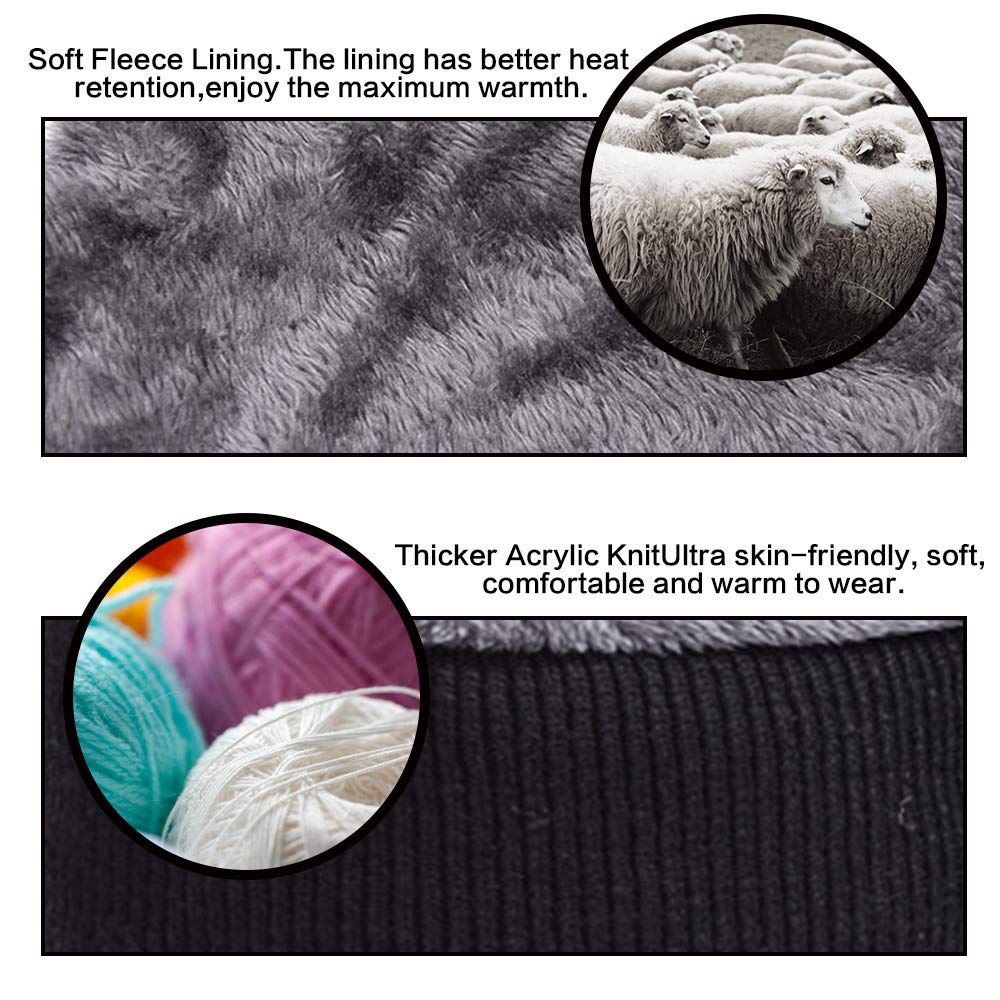 Soft Fleece Lining.The lining has better heat
retention,enjoy the maximum warmth.
Thicker Acrylic KnitUltra skin-friendly, soft,
comfortable and warm to wear.